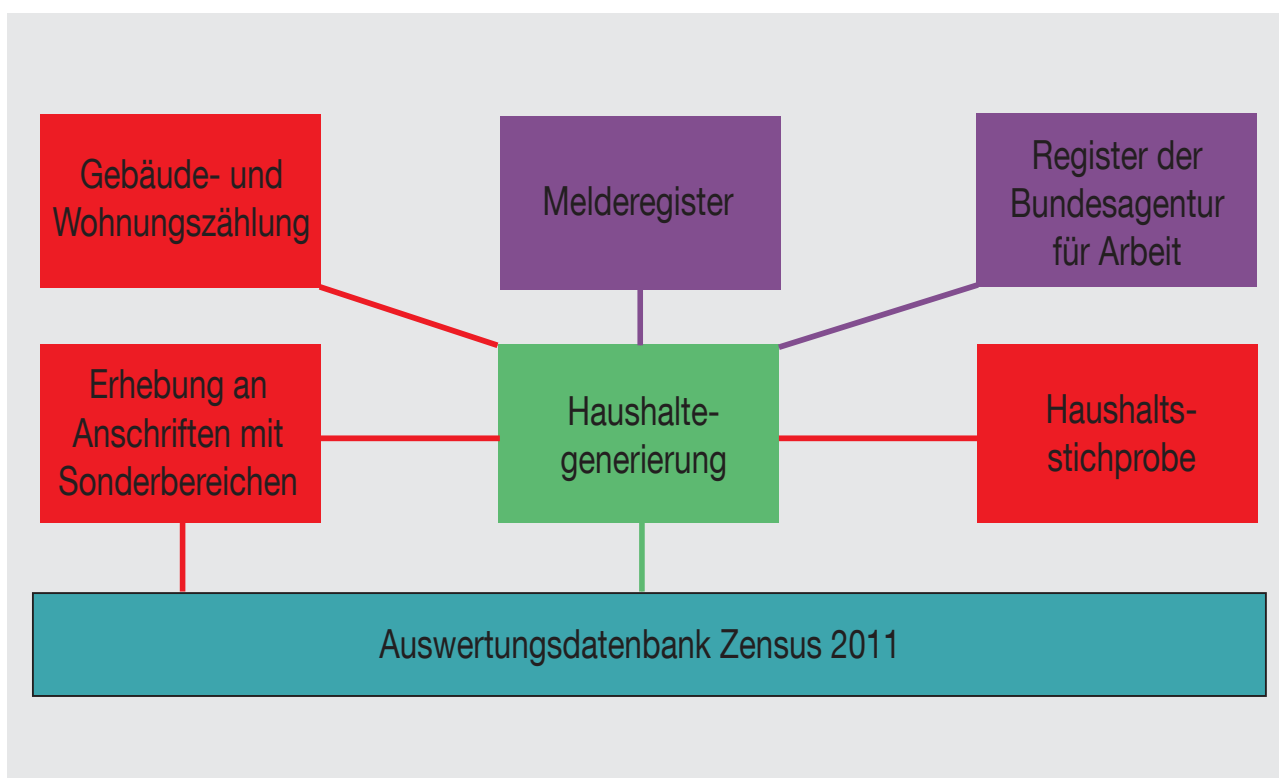 Gebäude- und
Wohnungszählung
Melderegister
Register der
Bundesagentur
für Arbeit
Erhebung an
Anschriften mit
Sonderbereichen
Haushalte-
generierung
Haushalts-
stichprobe
Auswertungsdatenbank Zensus 2011